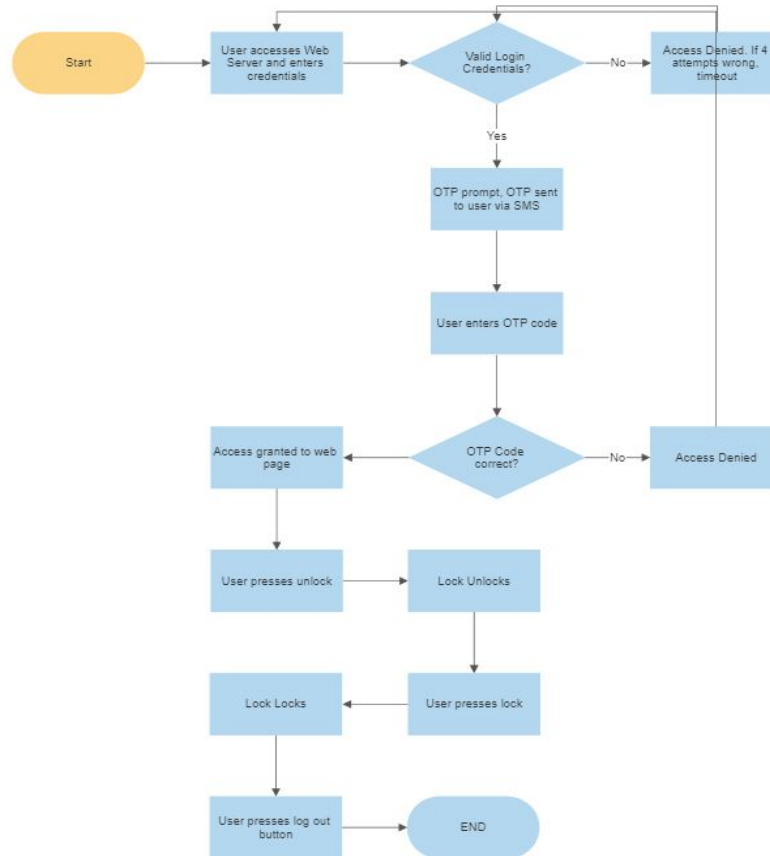 Start
User accesses Web
Server and enters
credentials
Valid Login
Credentials?
No
Access Denied. If 4
attempts wrong,
timeout
Yes
OTP prompt, OTP sent
to user via SMS
User enters OTP code
Access granted to web
page
OTP Code
correct?
No
Access Denied
User presses unlock
Lock Unlocks
Lock Locks
User presses lock
User presses log out
button
END